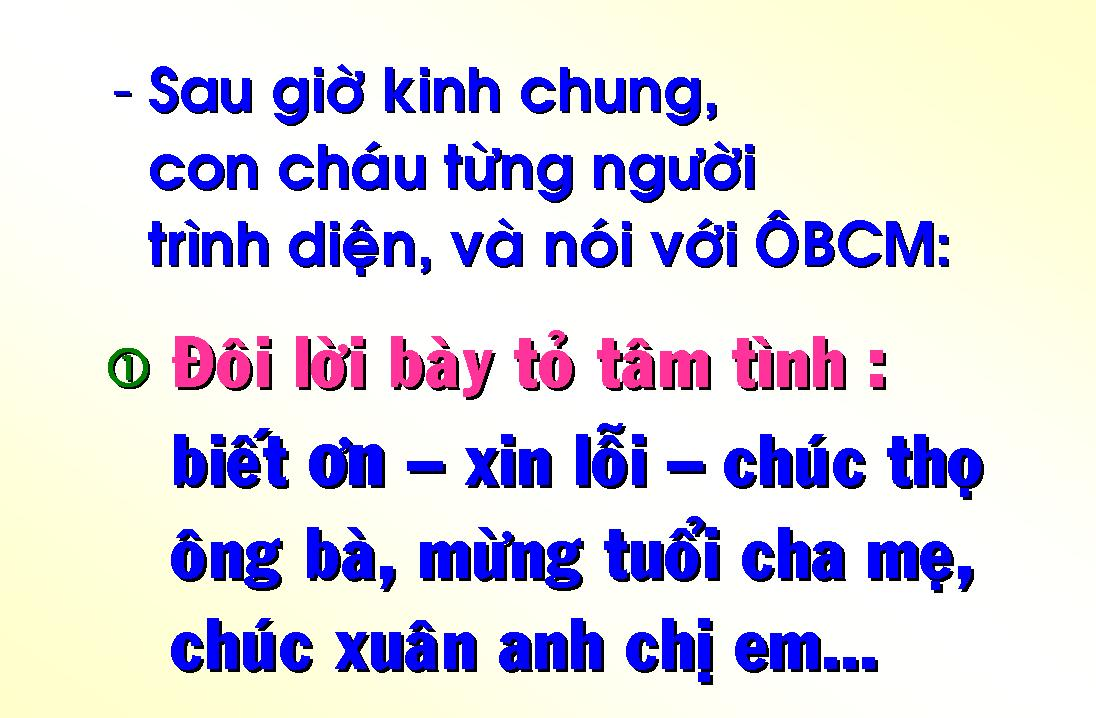 - Sau giờ kinh chung,
con cháu từng người
trình diện, và nói với ÔBCM:
① Đôi lời bày tỏ tâm tình :
biết ơn – xin lỗi – chúc thọ
ông bà, mừng tuổi cha mẹ,
chúc xuân anh chị em...